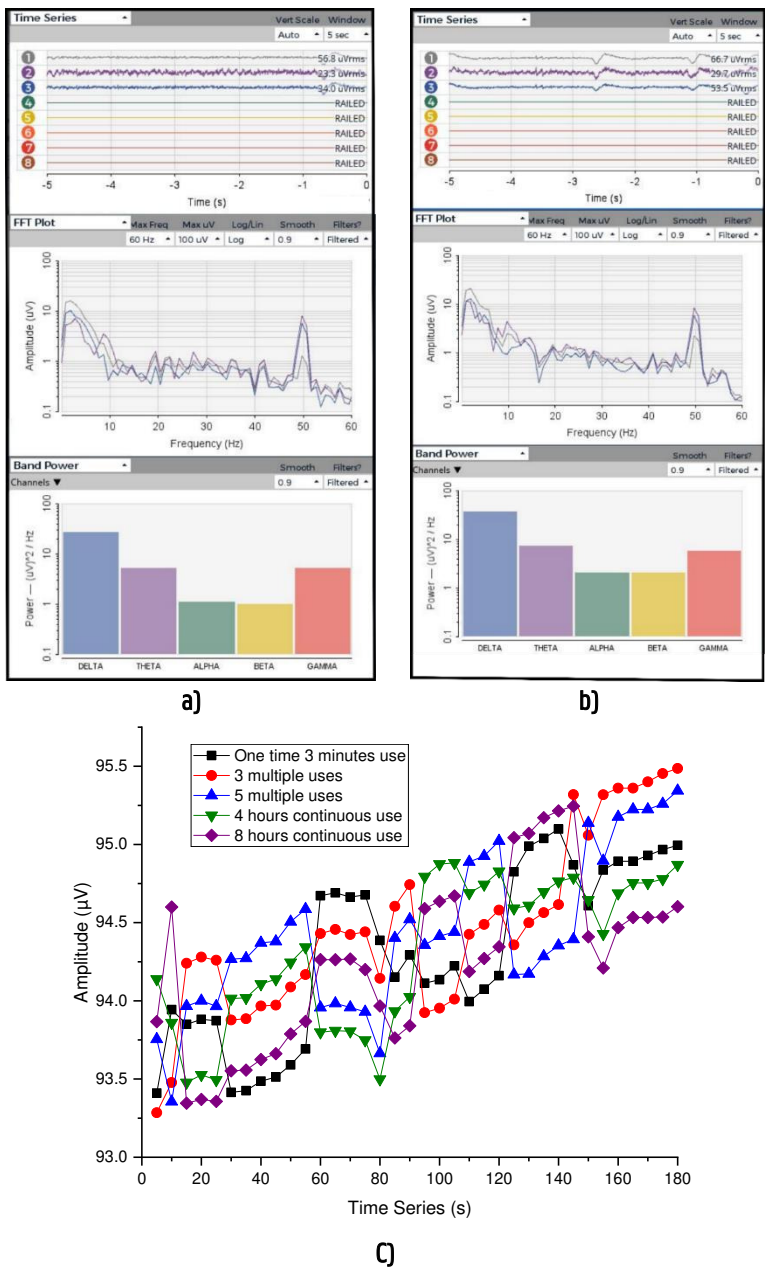 Time Series
Vert Scale Window
Auto 5 sec
1 56.8 uVrms
2 23.3 uVrms
3 34.0 uVrms
4 RAILED
5 RAILED
6 RAILED
7 RAILED
8 RAILED
-5 -4 -3 -2 -1 0
Time (s)
FFT Plot
Max Freq Max uV Log/Lin Smooth Filters?
60 Hz 100 uV Log 0.9 Filtered
100
10
1
0.1
Amplitude (uV)
10 20 30 40 50 60
Frequency (Hz)
Band Power
Smooth Filters?
Channels 0.9 Filtered
100
10
1
0.1
Power — (uV)^2 / Hz
DELTA THETA ALPHA BETA GAMMA
a)
Time Series
Vert Scale Window
Auto 5 sec
1 66.7 uVrms
2 29.7 uVrms
3 53.5 uVrms
4 RAILED
5 RAILED
6 RAILED
7 RAILED
8 RAILED
-5 -4 -3 -2 -1 0
Time (s)
FFT Plot
Max Freq Max uV Log/Lin Smooth Filters?
60 Hz 100 uV Log 0.9 Filtered
100
10
1
0.1
Amplitude (uV)
10 20 30 40 50 60
Frequency (Hz)
Band Power
Smooth Filters?
Channels 0.9 Filtered
100
10
1
0.1
Power — (uV)^2 / Hz
DELTA THETA ALPHA BETA GAMMA
b)
One time 3 minutes use
3 multiple uses
5 multiple uses
4 hours continuous use
8 hours continuous use
95.5
95.0
94.5
94.0
93.5
93.0
Amplitude (µV)
0 20 40 60 80 100 120 140 160 180
Time Series (s)
C)